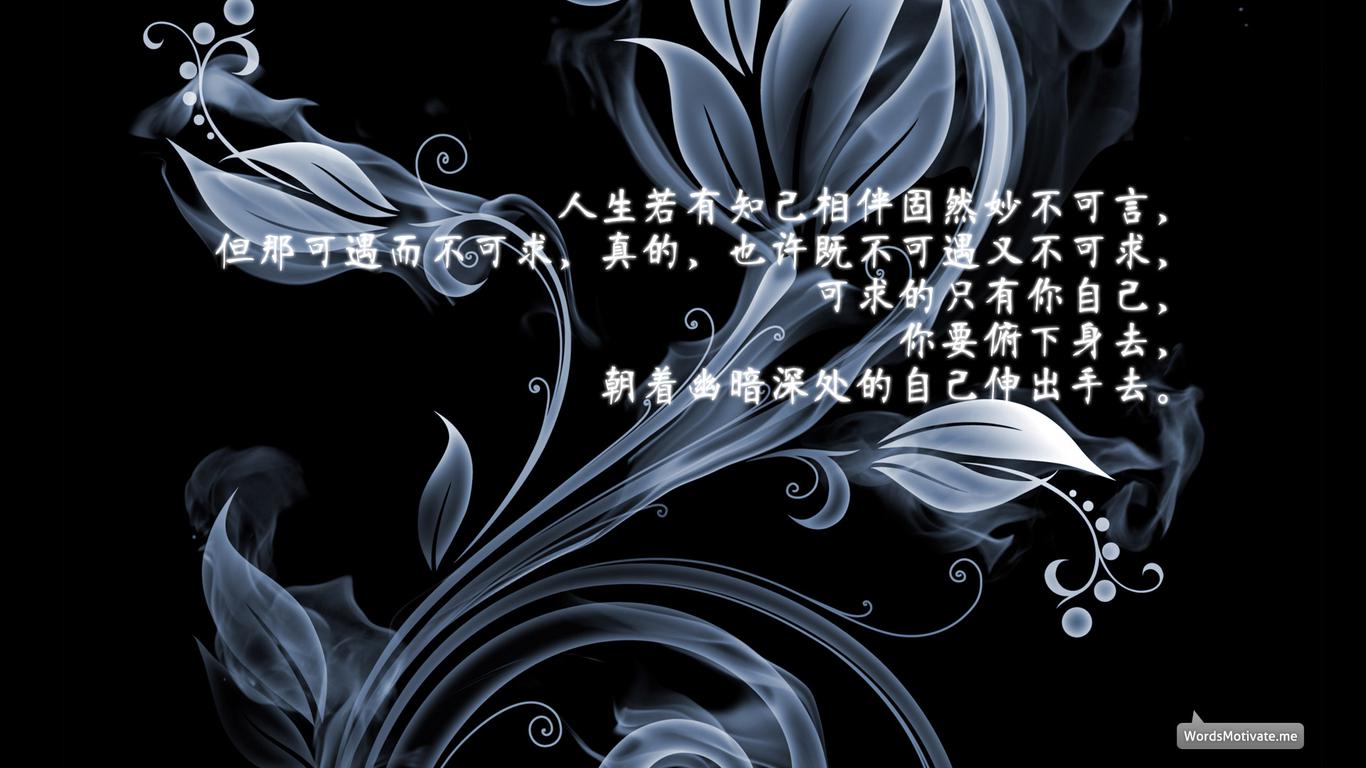 人生若有知己相伴固然妙不可言，
但那可遇而不可求，真的，也许既不可遇又不可求，
可求的只有你自己，
你要俯下身去，
朝着幽暗深处的自己伸出手去。
WordsMotivate.me